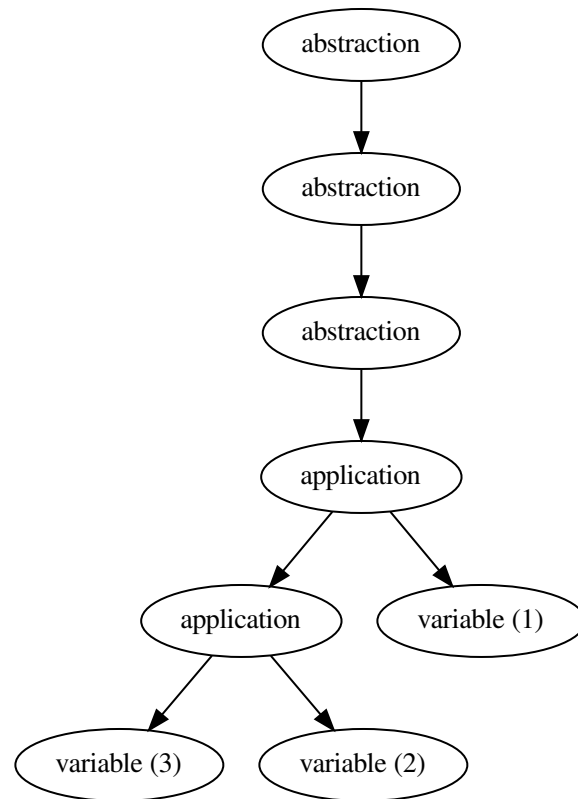 abstraction
abstraction
abstraction
application
application
variable (1)
variable (3)
variable (2)